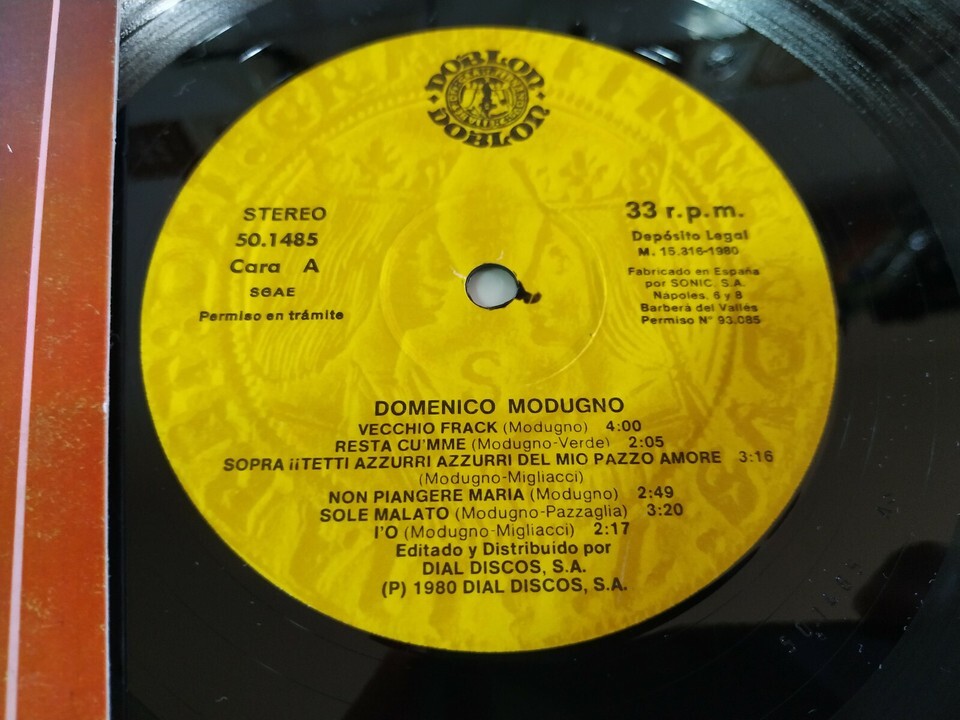 DOBLON
DOBLON
STEREO
50.1485
Cara A
SGAE
Permiso en trámite
33 r.p.m.
Depósito Legal
M. 15.316-1980
Fabricado en España
por SONIC, S.A.
Nápoles, 6 y 8
Barberá del Vallés
Permiso N° 93.085
DOMENICO MODUGNO
VECCHIO FRACK (Modugno) 4:00
RESTA CU'MME (Modugno-Verde) 2:05
SOPRA ¡¡TETTI AZZURRI AZZURRI DEL MIO PAZZO AMORE 3:16
(Modugno-Migliacci)
NON PIANGERE MARIA (Modugno) 2:49
SOLE MALATO (Modugno-Pazzaglia) 3:20
I'O (Modugno-Migliacci) 2:17
Editado y Distribuido por
DIAL DISCOS, S.A.
(P) 1980 DIAL DISCOS, S.A.